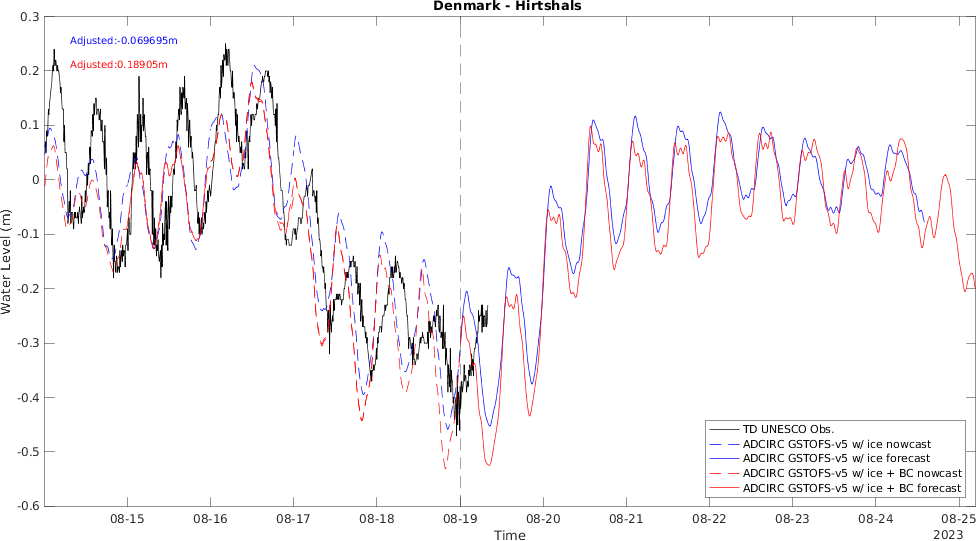 Denmark - Hirtshals
Adjusted:-0.069695m
Adjusted:0.18905m
0.3
0.2
0.1
0
-0.1
-0.2
-0.3
-0.4
-0.5
-0.6
Water Level (m)
TD UNESCO Obs.
ADCIRC GSTOFS-v5 w/ ice nowcast
ADCIRC GSTOFS-v5 w/ ice forecast
ADCIRC GSTOFS-v5 w/ ice + BC nowcast
ADCIRC GSTOFS-v5 w/ ice + BC forecast
08-15 08-16 08-17 08-18 08-19 08-20 08-21 08-22 08-23 08-24 08-25
Time
2023